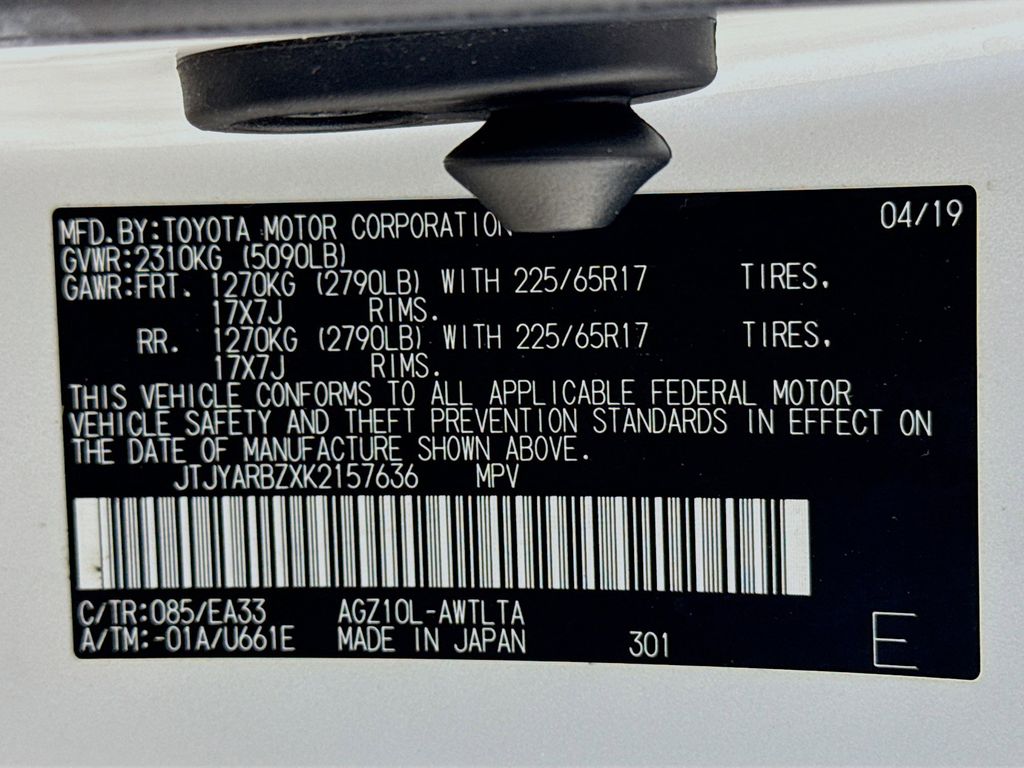 MFD.BY:TOYOTA MOTOR CORPORATION 04/19
GVWR:2310KG (5090LB)
GAWR:FRT. 1270KG (2790LB) WITH 225/65R17 TIRES.
17X7J RIMS.
RR. 1270KG (2790LB) WITH 225/65R17 TIRES.
17X7J RIMS.
THIS VEHICLE CONFORMS TO ALL APPLICABLE FEDERAL MOTOR
VEHICLE SAFETY AND THEFT PREVENTION STANDARDS IN EFFECT ON
THE DATE OF MANUFACTURE SHOWN ABOVE.
JTJYARBZXK2157636 MPV
C/TR:085/EA33 AGZ10L-AWTLTA
A/TM:-01A/U661E MADE IN JAPAN 301 E